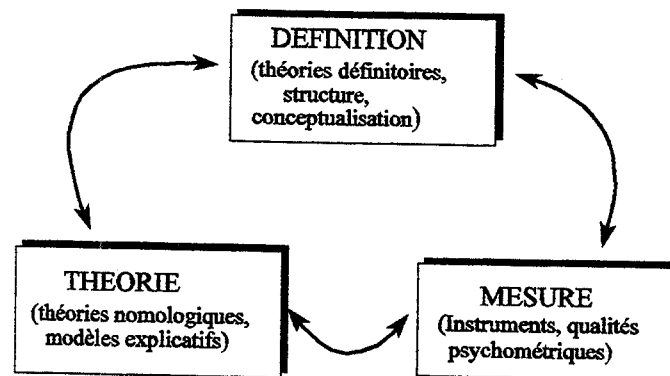 DEFINITION
(théories définitoires,
structure,
conceptualisation)
THEORIE
(théories nomologiques,
modèles explicatifs)
MESURE
(Instruments, qualités
psychométriques)